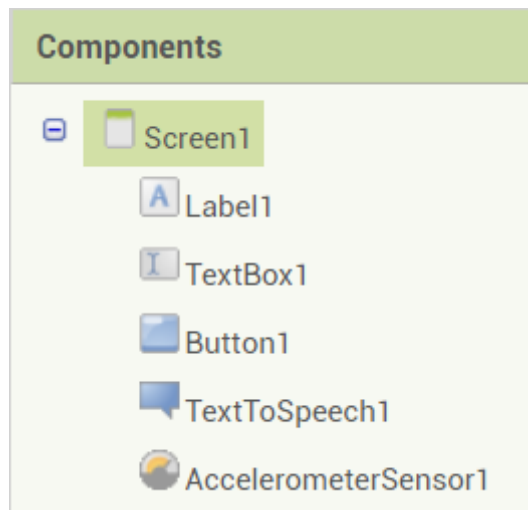 Components
Screen1
A Label1
TextBox1
Button1
TextToSpeech1
AccelerometerSensor1